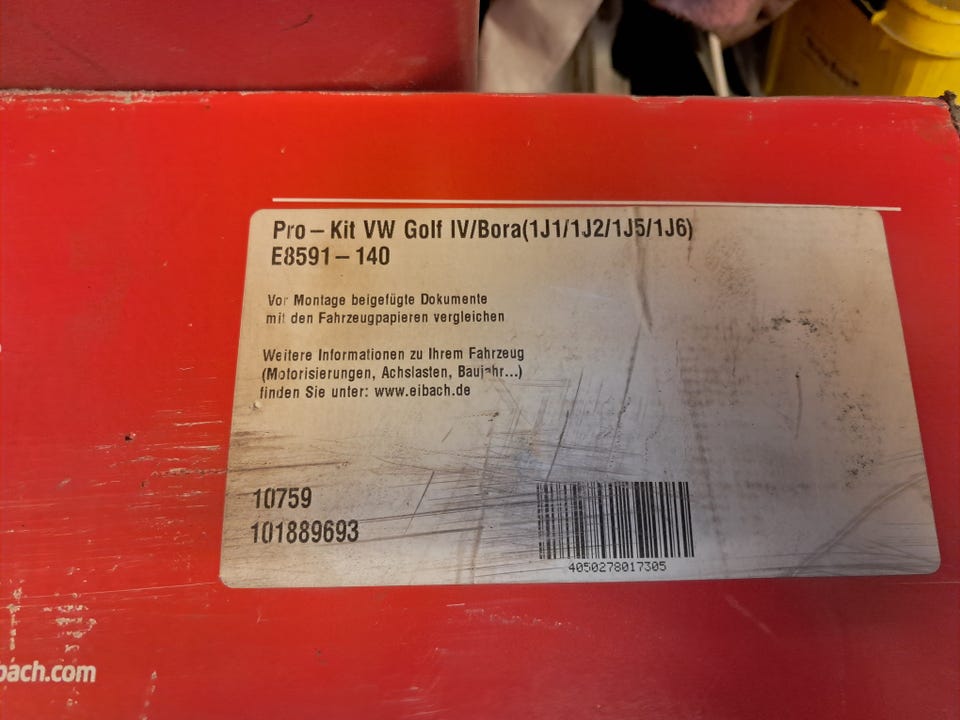 Pro – Kit VW Golf IV/Bora(1J1/1J2/1J5/1J6)
E8591 – 140
Vor Montage beigefügte Dokumente
mit den Fahrzeugpapieren vergleichen
Weitere Informationen zu Ihrem Fahrzeug
(Motorisierungen, Achslasten, Baujahr...)
finden Sie unter: www.eibach.de
10759
101889693
4050278017305
bach.com